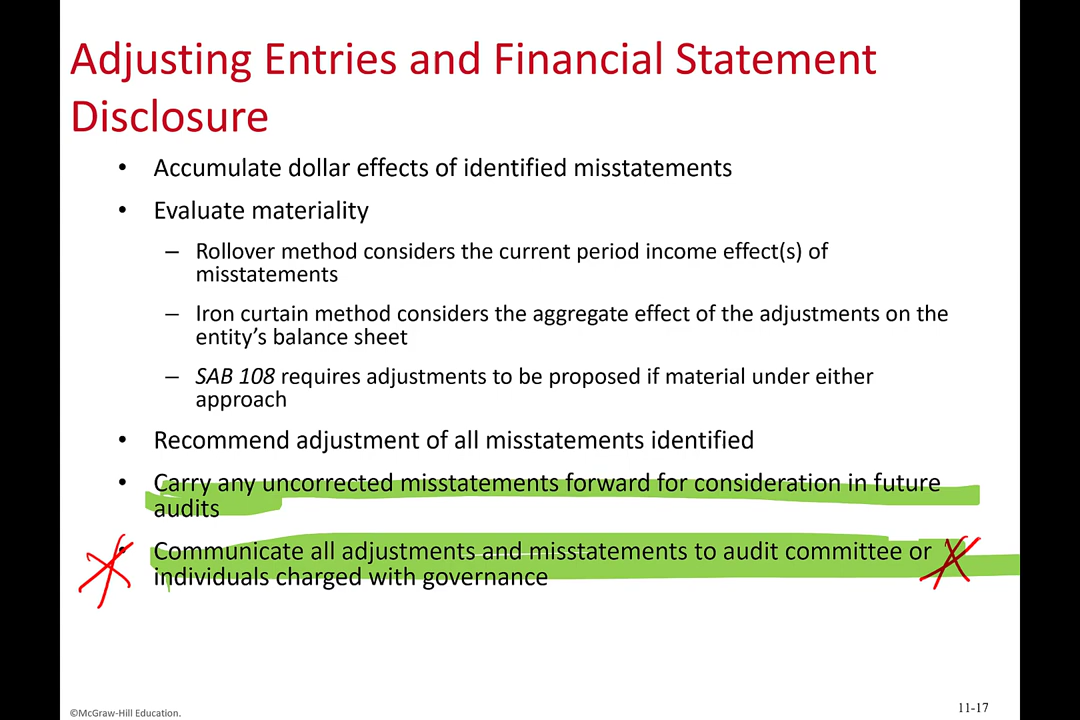 Adjusting Entries and Financial Statement
Disclosure
• Accumulate dollar effects of identified misstatements
• Evaluate materiality
– Rollover method considers the current period income effect(s) of
misstatements
– Iron curtain method considers the aggregate effect of the adjustments on the
entity's balance sheet
– SAB 108 requires adjustments to be proposed if material under either
approach
• Recommend adjustment of all misstatements identified
• Carry any uncorrected misstatements forward for consideration in future
audits
• Communicate all adjustments and misstatements to audit committee or
individuals charged with governance
©McGraw-Hill Education.
11-17